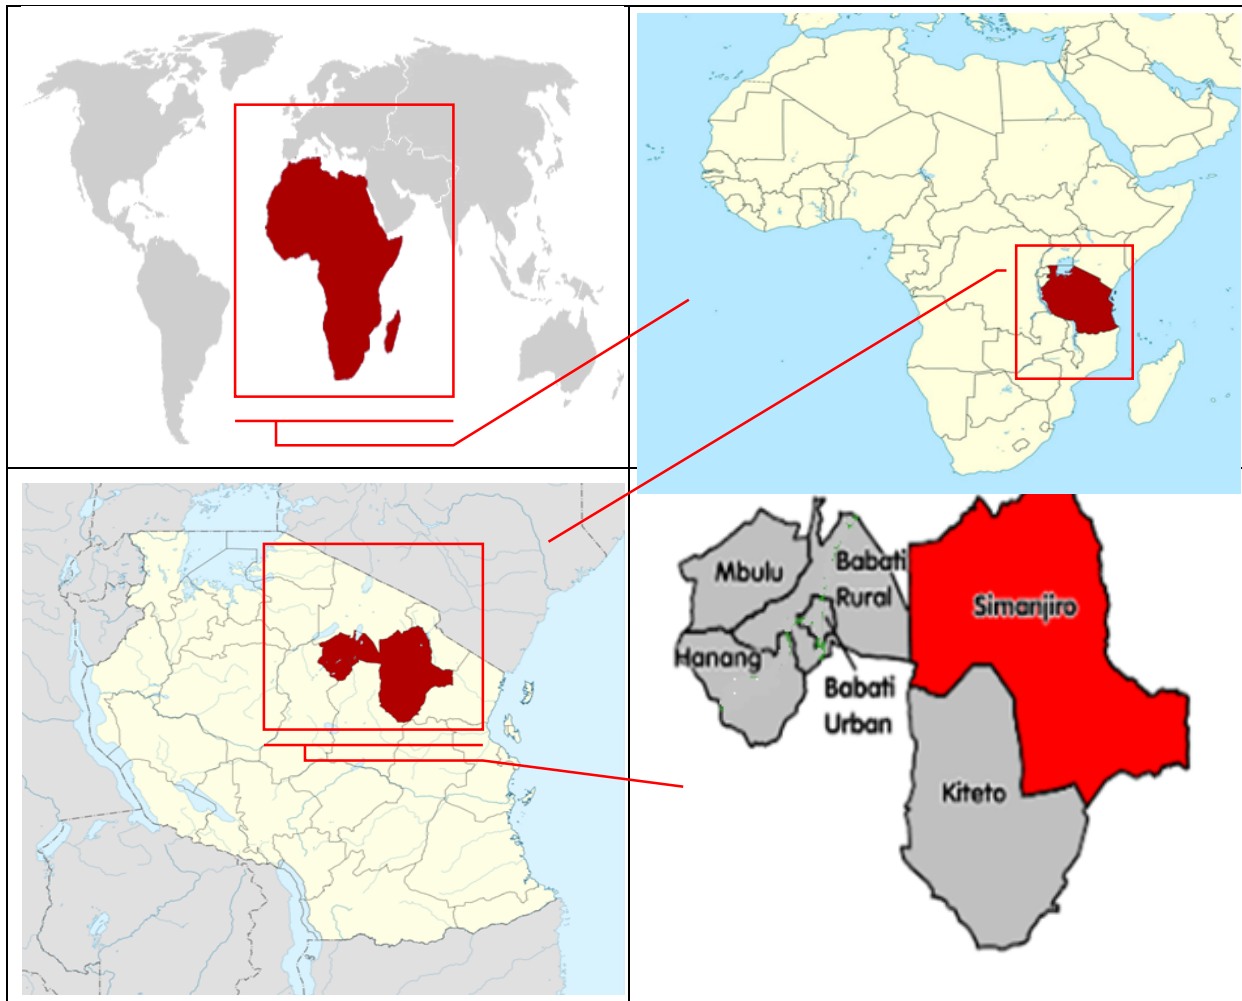 Mbulu
Babati
Rural
Simanjiro
Hanang
Babati
Urban
Kiteto